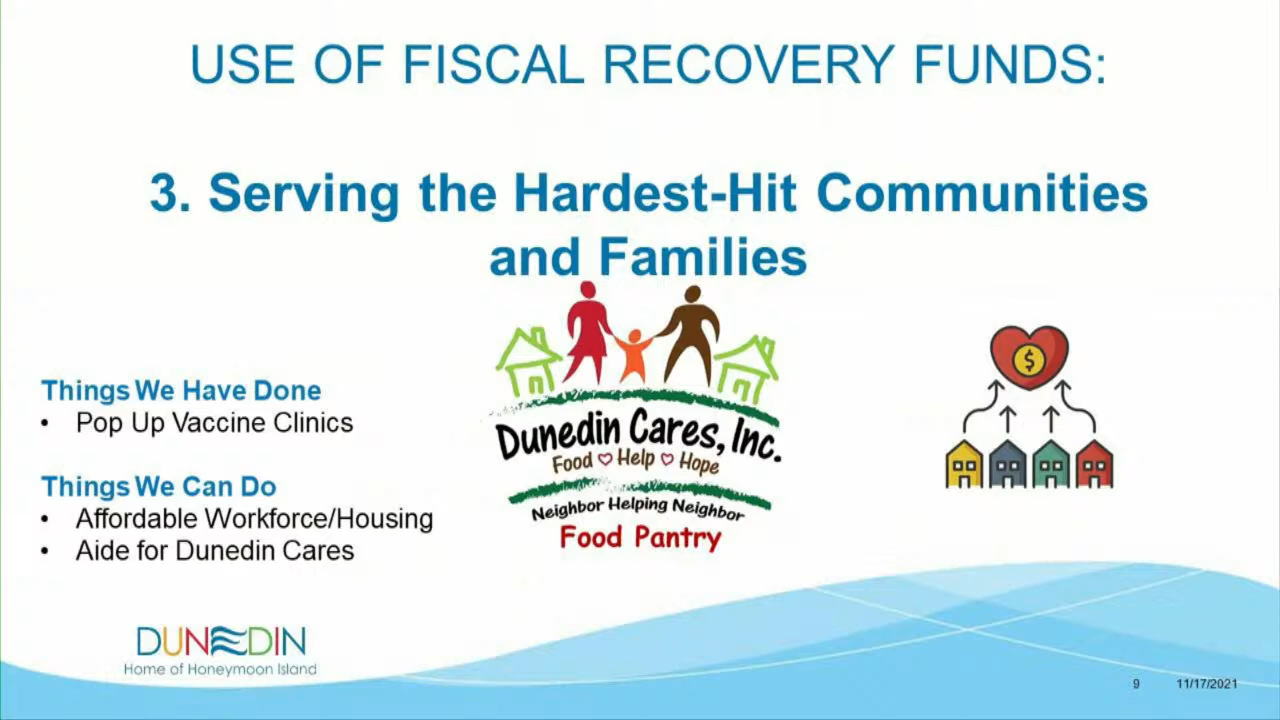 USE OF FISCAL RECOVERY FUNDS:
3. Serving the Hardest-Hit Communities
and Families
Things We Have Done
• Pop Up Vaccine Clinics
Things We Can Do
• Affordable Workforce/Housing
• Aide for Dunedin Cares
Dunedin Cares, Inc.
Food ♡ Help ♡ Hope
Neighbor Helping Neighbor
Food Pantry
$
DUNEDIN
Home of Honeymoon Island
9 11/17/2021